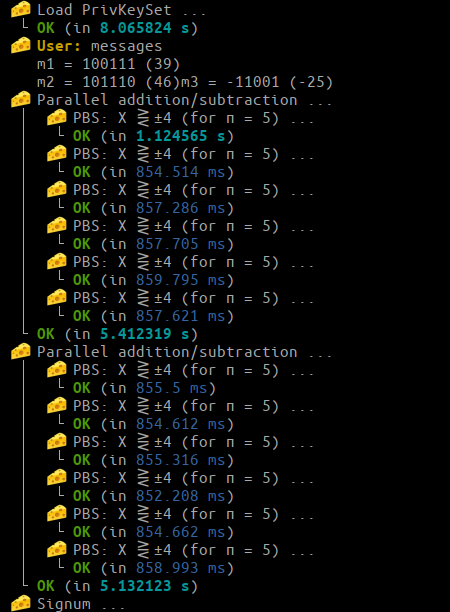 🧀 Load PrivKeySet ...
└ OK (in 8.065824 s)
🧀 User: messages
m1 = 100111 (39)
m2 = 101110 (46)m3 = -11001 (-25)
🧀 Parallel addition/subtraction ...
🧀 PBS: X ⋛ ±4 (for π = 5) ...
└ OK (in 1.124565 s)
🧀 PBS: X ⋛ ±4 (for π = 5) ...
└ OK (in 854.514 ms)
🧀 PBS: X ⋛ ±4 (for π = 5) ...
└ OK (in 857.286 ms)
🧀 PBS: X ⋛ ±4 (for π = 5) ...
└ OK (in 857.705 ms)
🧀 PBS: X ⋛ ±4 (for π = 5) ...
└ OK (in 859.795 ms)
🧀 PBS: X ⋛ ±4 (for π = 5) ...
└ OK (in 857.621 ms)
└ OK (in 5.412319 s)
🧀 Parallel addition/subtraction ...
🧀 PBS: X ⋛ ±4 (for π = 5) ...
└ OK (in 855.5 ms)
🧀 PBS: X ⋛ ±4 (for π = 5) ...
└ OK (in 854.612 ms)
🧀 PBS: X ⋛ ±4 (for π = 5) ...
└ OK (in 855.316 ms)
🧀 PBS: X ⋛ ±4 (for π = 5) ...
└ OK (in 852.208 ms)
🧀 PBS: X ⋛ ±4 (for π = 5) ...
└ OK (in 854.662 ms)
🧀 PBS: X ⋛ ±4 (for π = 5) ...
└ OK (in 858.993 ms)
└ OK (in 5.132123 s)
🧀 Signum ...